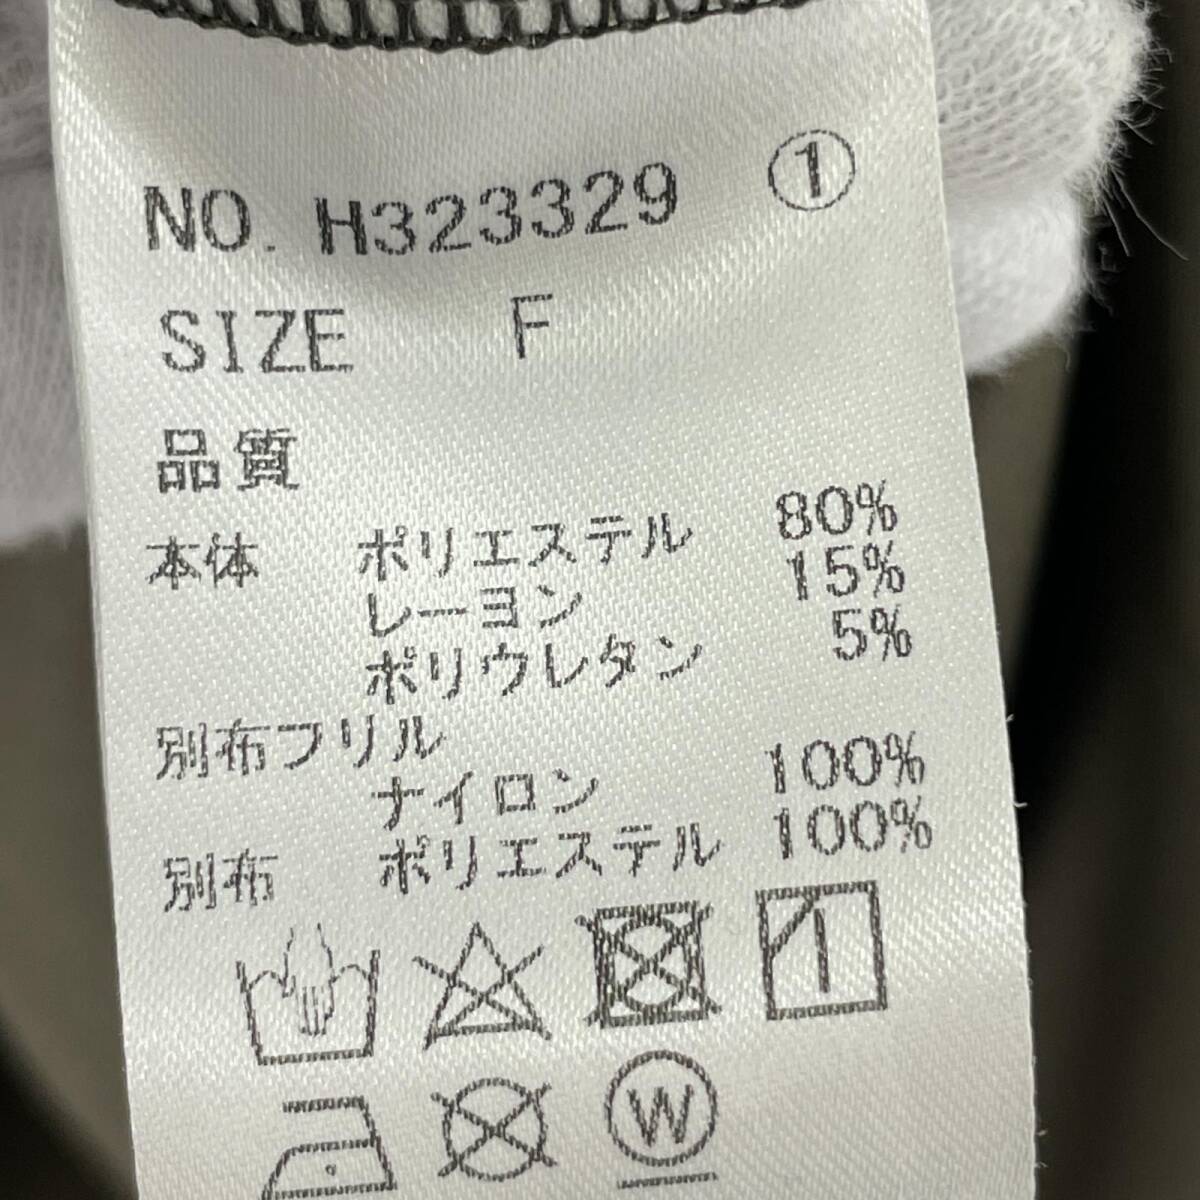 NO. H323329 ①
SIZE F
品質
本体 ポリエステル 80%
レーヨン 15%
ポリウレタン 5%
別布フリル
ナイロン 100%
別布 ポリエステル 100%
W